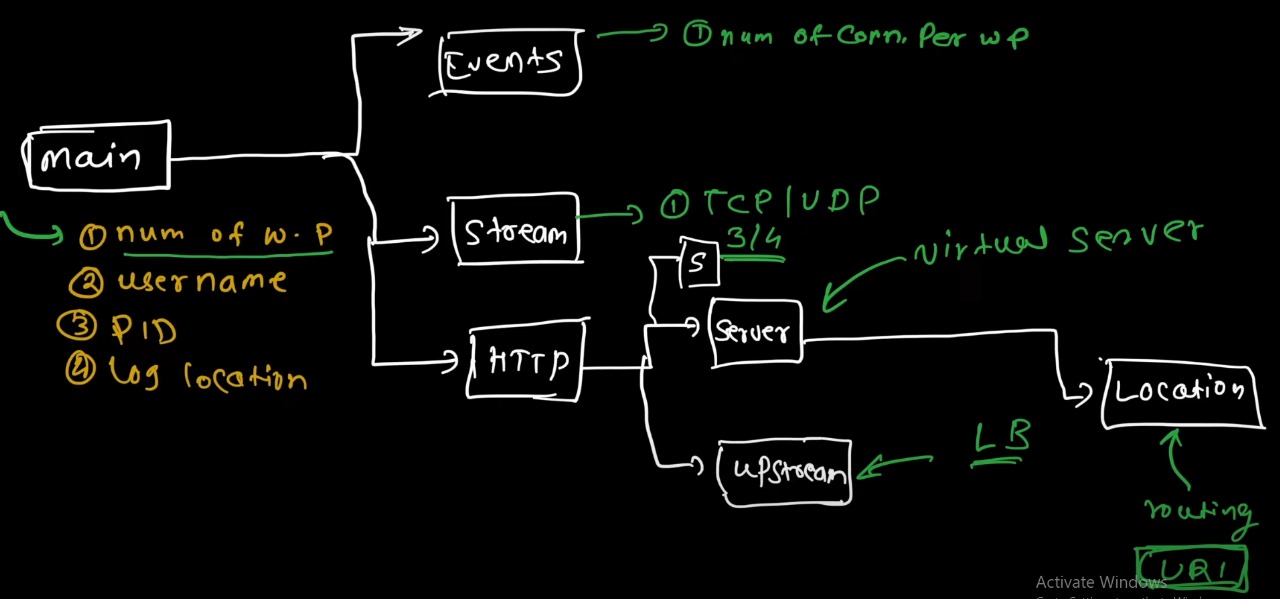 Events
① num of Conn. Per w p
main
① num of w. P
② username
③ PID
④ Log location
Stream
① TCP/UDP
3/4
S
virtual server
HTTP
Server
Location
LB
upstream
routing
URI
Activate Windows